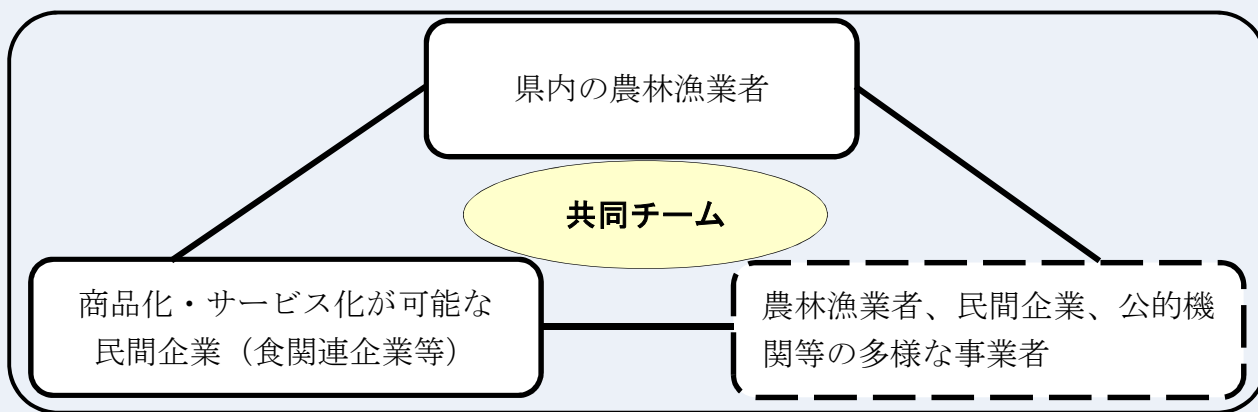 県内の農林漁業者
共同チーム
商品化・サービス化が可能な
民間企業（食関連企業等）
農林漁業者、民間企業、公的機
関等の多様な事業者